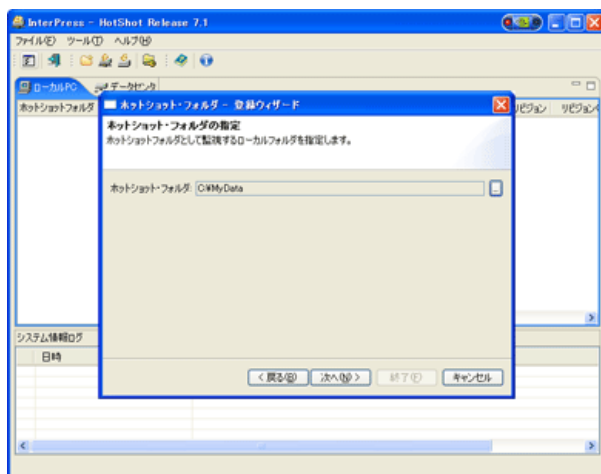 InterPress - HotShot Release 7.1
ファイル(F) ツール(T) ヘルプ(H)
ローカルPC データセンタ
ホットショットフォルダ リビジョン
ホットショット・フォルダ - 登録ウィザード
ホットショット・フォルダの指定
ホットショットフォルダとして監視するローカルフォルダを指定します。
ホットショット・フォルダ: C:¥MyData
...
システム情報ログ
日時
< 戻る(B) 次へ(N) > 終了(F) キャンセル